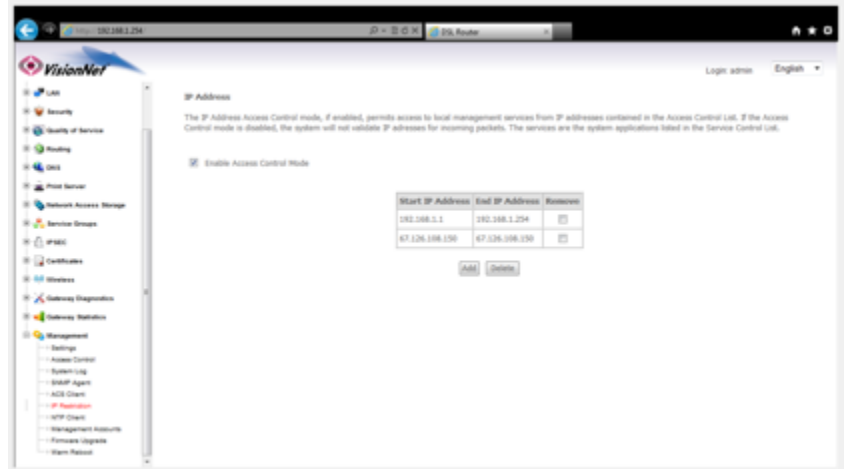 http://192.168.1.254/
DSL Router
VisionNet
Login: admin
English
LAN
Security
Quality of Service
Routing
DNS
Print Server
Network Access Storage
Service Groups
IPSEC
Certificates
Wireless
Gateway Diagnostics
Gateway Statistics
Management
Settings
Access Control
System Log
SNMP Agent
ACS Client
IP Restriction
NTP Client
Management Accounts
Firmware Upgrade
Warm Reboot
IP Address
The IP Address Access Control mode, if enabled, permits access to local management services from IP addresses contained in the Access Control List. If the Access
Control mode is disabled, the system will not validate IP adresses for incoming packets. The services are the system applications listed in the Service Control List.
Enable Access Control Mode
Start IP Address End IP Address Remove
192.168.1.1 192.168.1.254
67.126.108.150 67.126.108.150
Add Delete